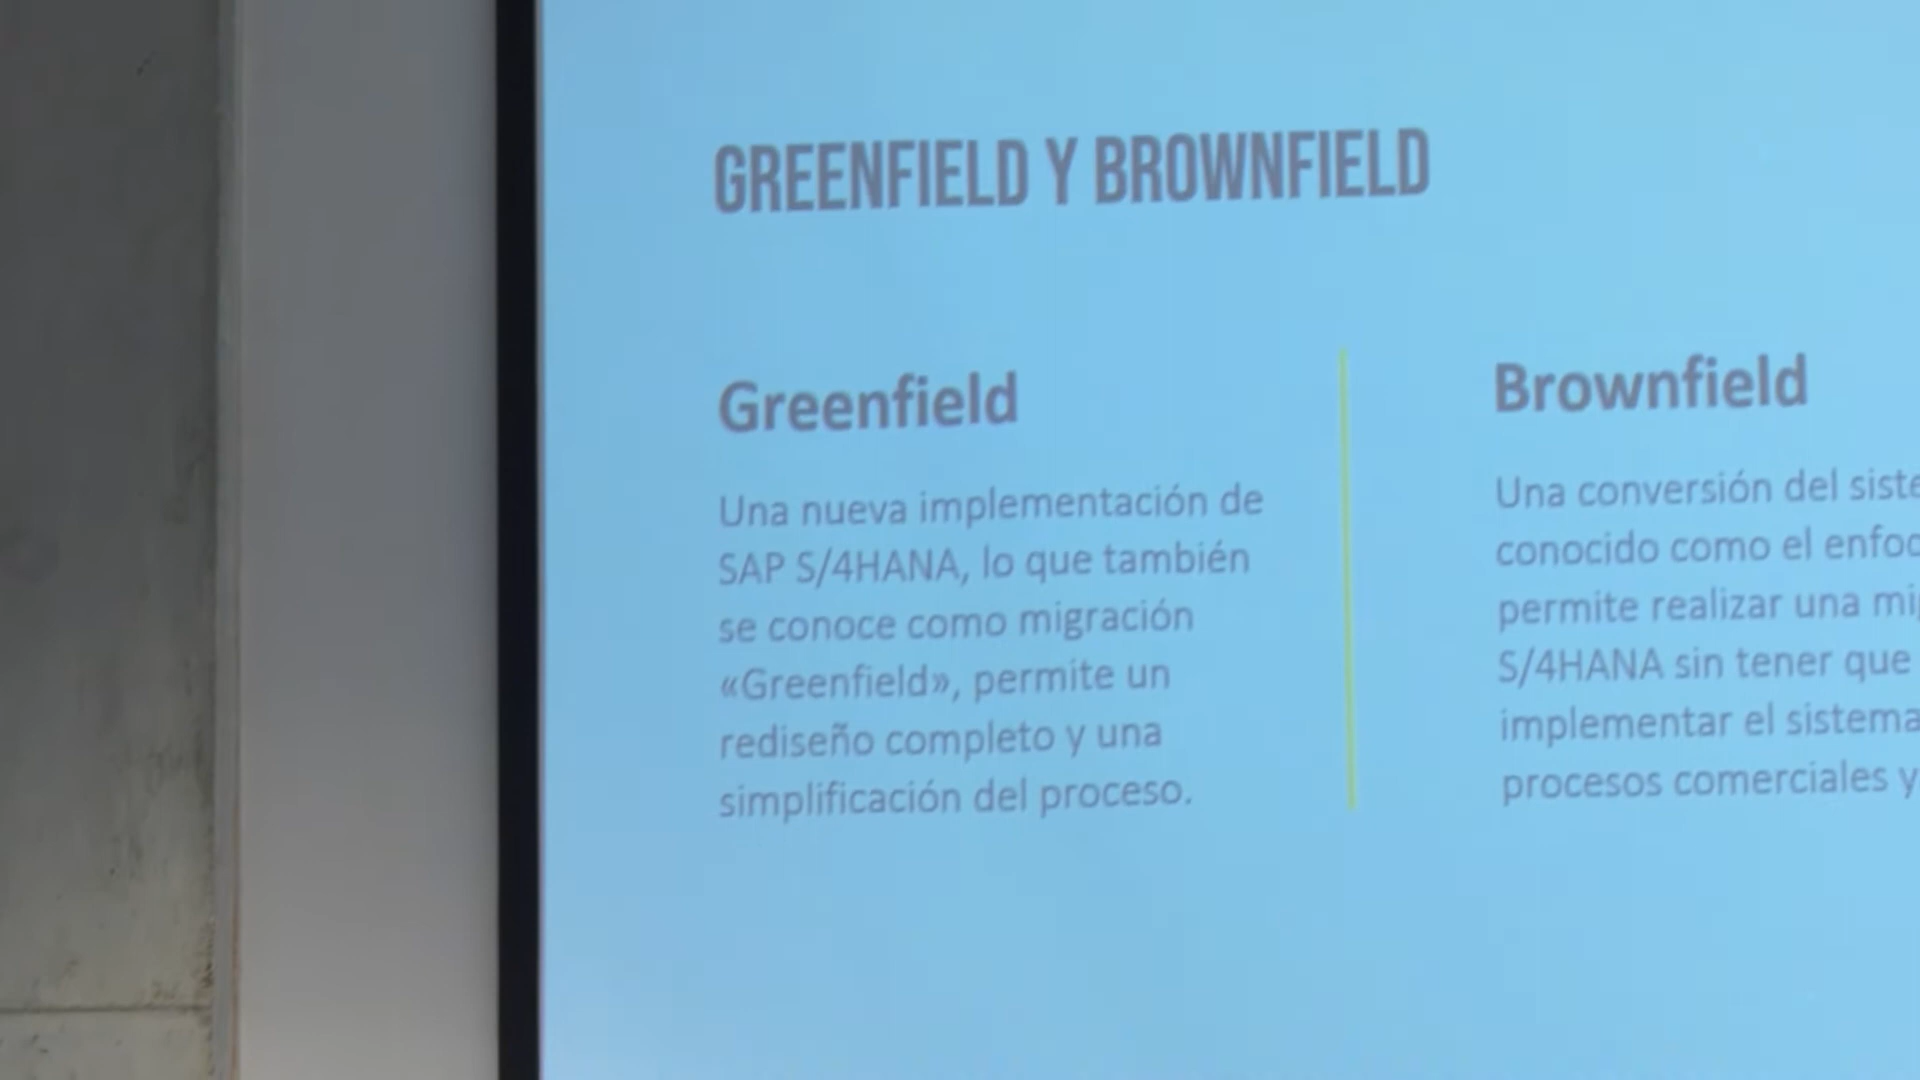 GREENFIELD Y BROWNFIELD
Greenfield
Una nueva implementación de
SAP S/4HANA, lo que también
se conoce como migración
«Greenfield», permite un
rediseño completo y una
simplificación del proceso.
Brownfield
Una conversión del
conocido como el
permite realizar una
S/4HANA sin tener que
implementar el sistema
procesos comerciales y